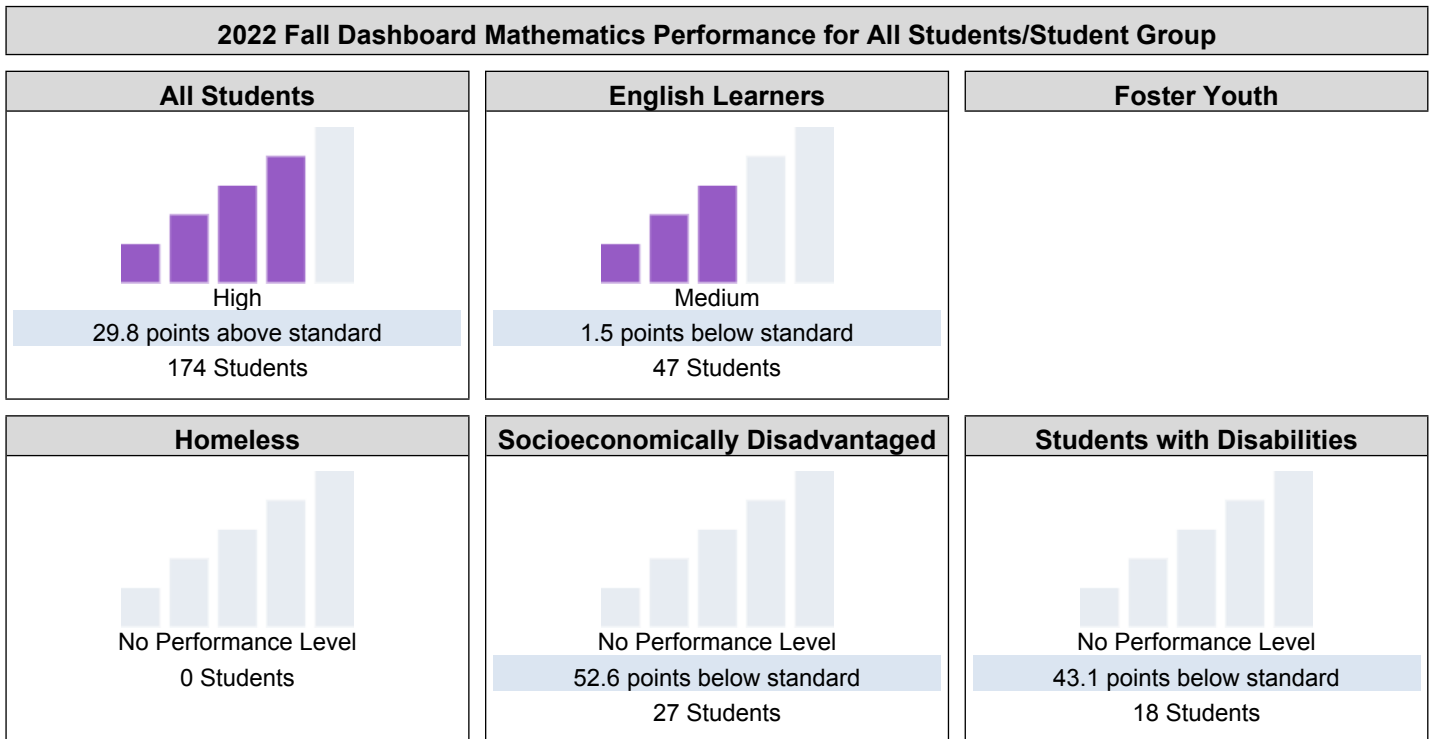 2022 Fall Dashboard Mathematics Performance for All Students/Student Group
All Students
High
29.8 points above standard
174 Students
English Learners
Medium
1.5 points below standard
47 Students
Foster Youth
Homeless
No Performance Level
0 Students
Socioeconomically Disadvantaged
No Performance Level
52.6 points below standard
27 Students
Students with Disabilities
No Performance Level
43.1 points below standard
18 Students